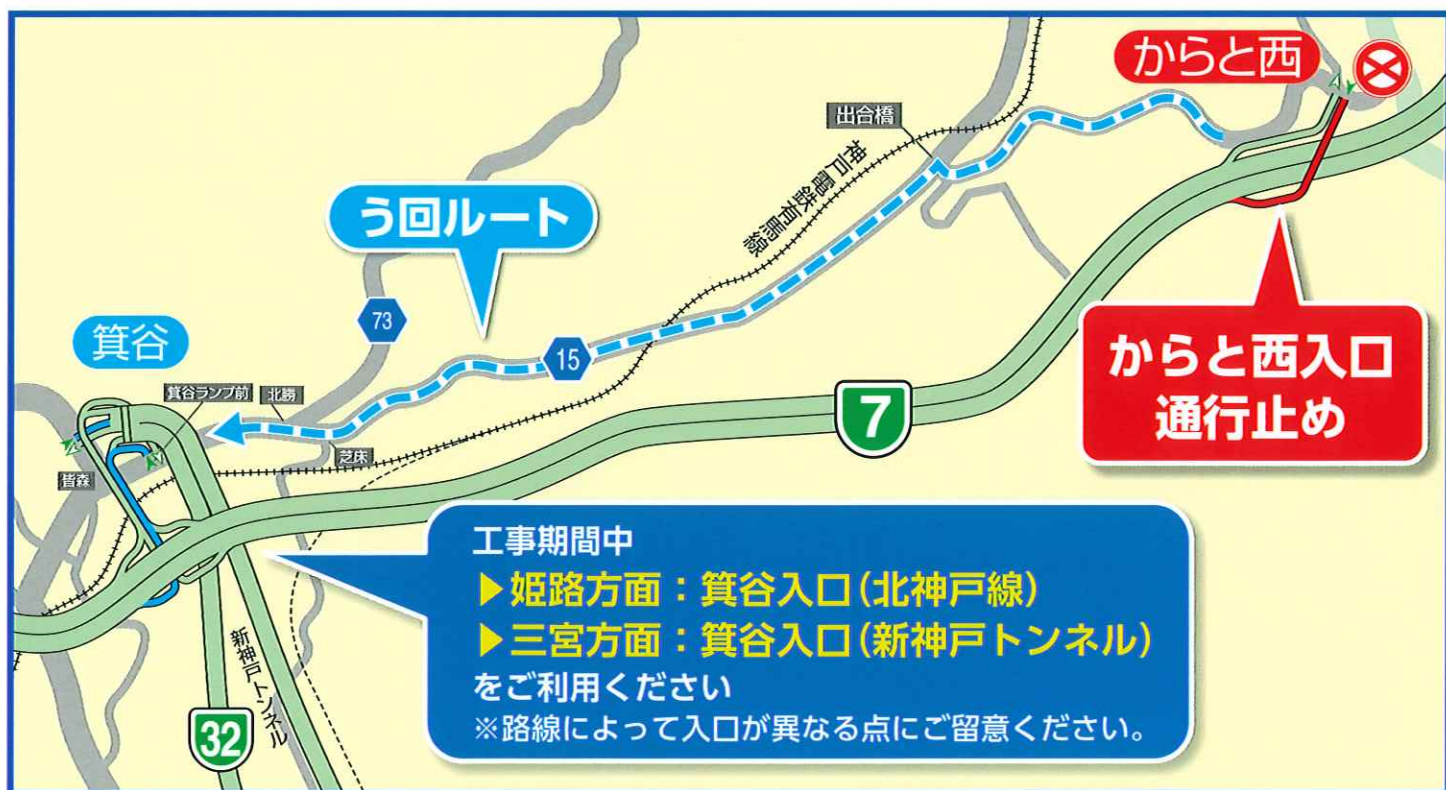 からと西
出合橋
神戸電鉄有馬線
う回ルート
73
15
箕谷
箕谷ランプ前
北勝
芝床
皆森
7
からと西入口
通行止め
工事期間中
▶姫路方面：箕谷入口(北神戸線)
▶三宮方面：箕谷入口(新神戸トンネル)
をご利用ください
※路線によって入口が異なる点にご留意ください。
新神戸トンネル
32